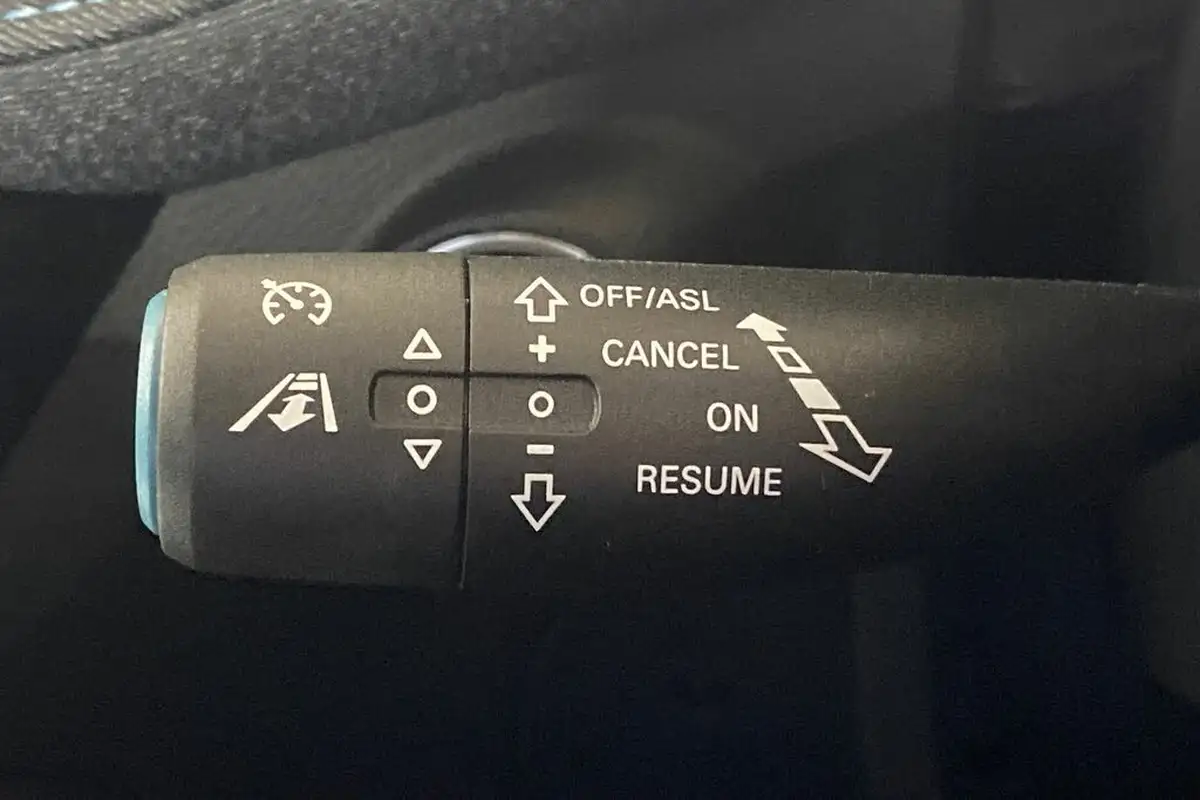 OFF/ASL
+
CANCEL
ON
−
RESUME